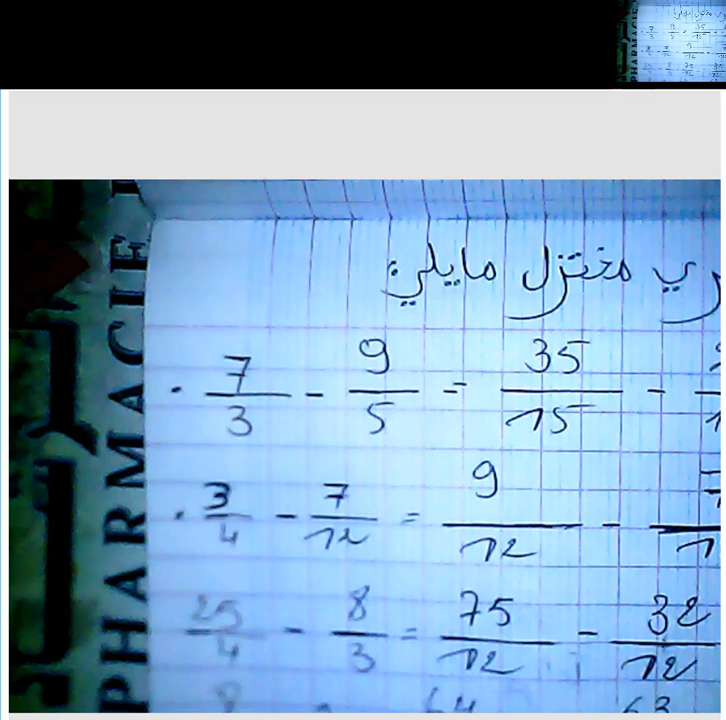 مختزل مايلي:
· 7/3 - 9/5 = 35/15 -
· 3/4 - 7/12 = 9/12 -
25/4 - 8/3 = 75/12 - 32/12
PHARMACIE